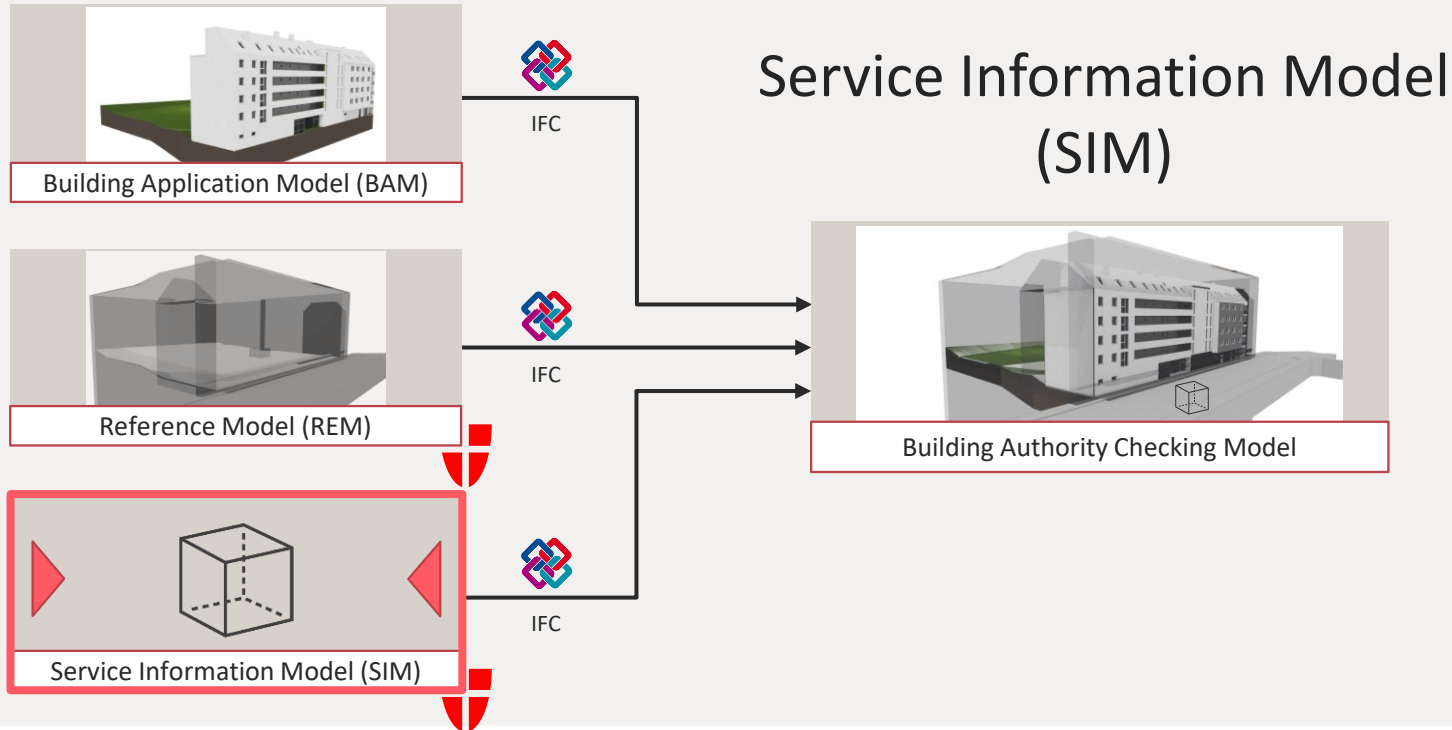 Service Information Model
(SIM)
IFC
Building Application Model (BAM)
IFC
Reference Model (REM)
Building Authority Checking Model
IFC
Service Information Model (SIM)